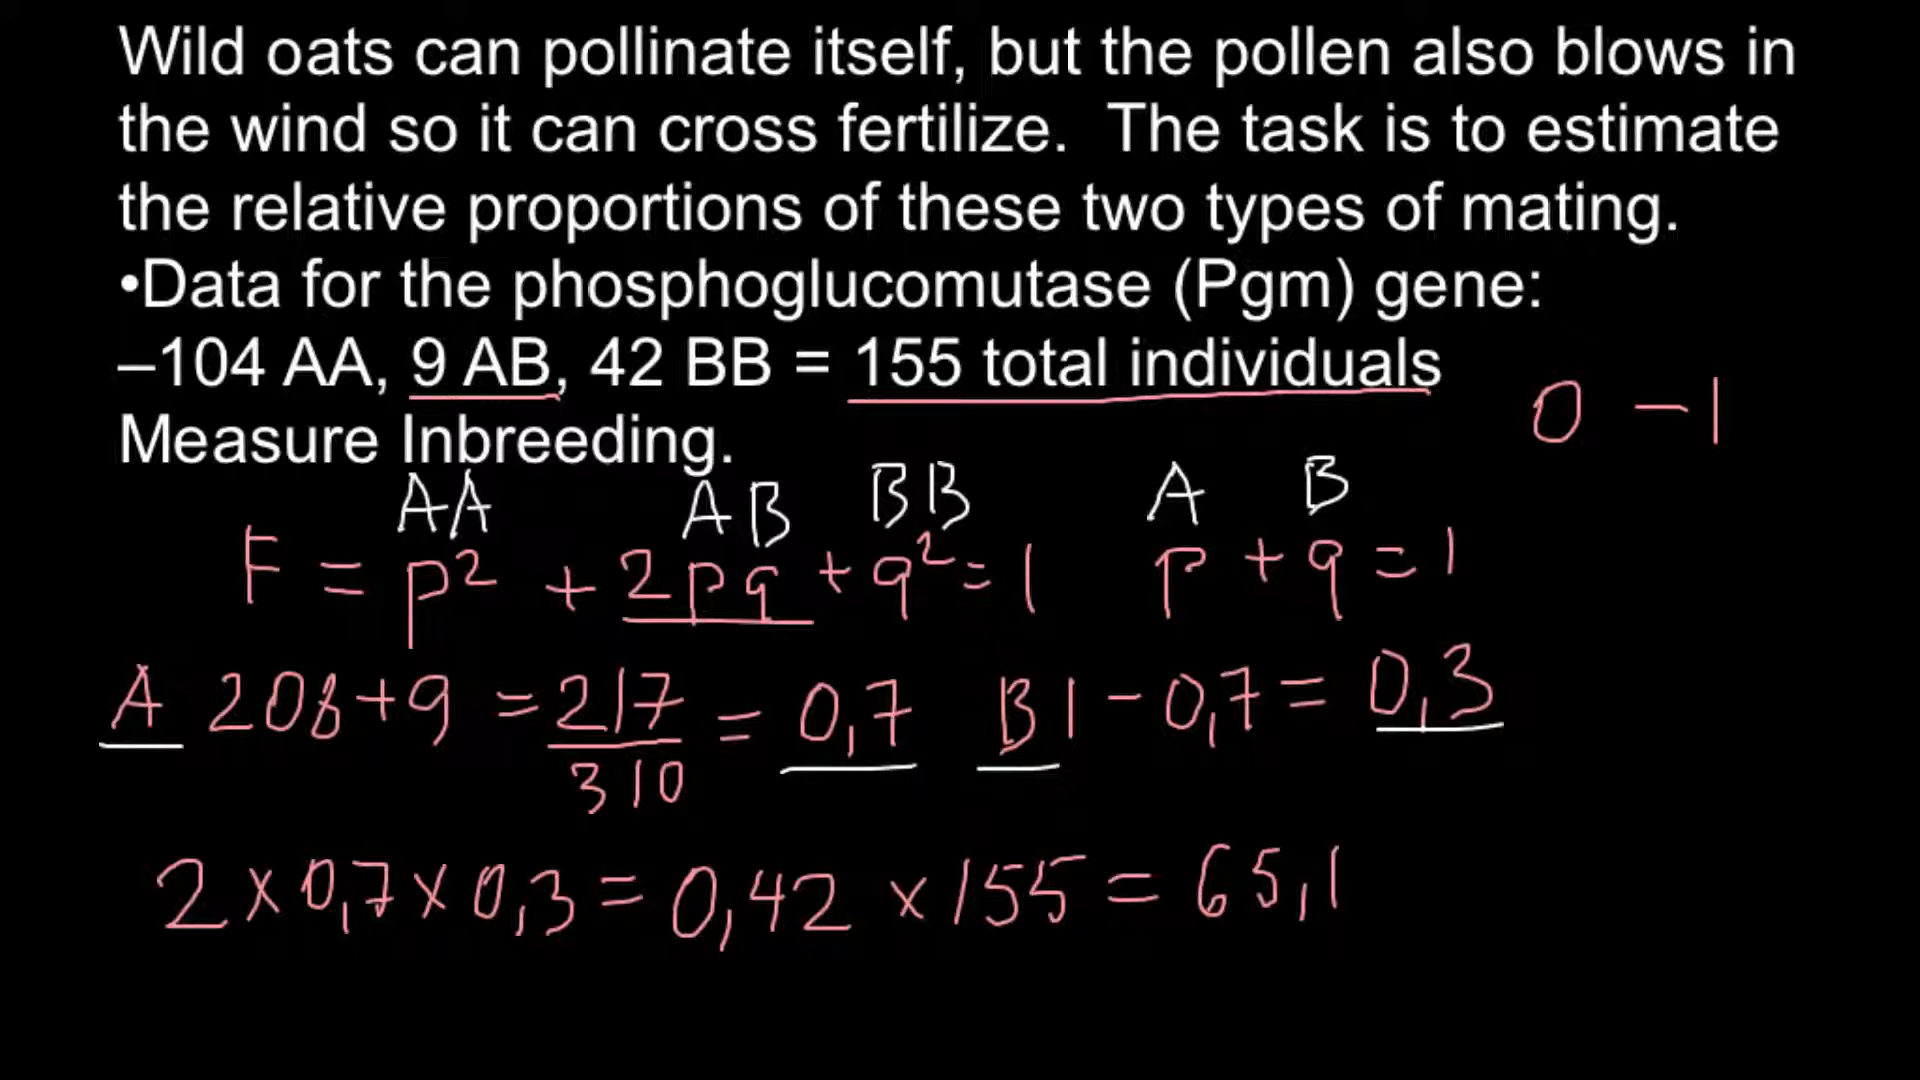 Wild oats can pollinate itself, but the pollen also blows in
the wind so it can cross fertilize. The task is to estimate
the relative proportions of these two types of mating.
•Data for the phosphoglucomutase (Pgm) gene:
–104 AA, 9 AB, 42 BB = 155 total individuals
0 – 1
Measure Inbreeding.
AA AB BB A B
F = p² + 2pq + q² = 1 p + q = 1
A 208 + 9 = 217 = 0,7 B 1 - 0,7 = 0,3
310
2 x 0,7 x 0,3 = 0,42 x 155 = 65,1